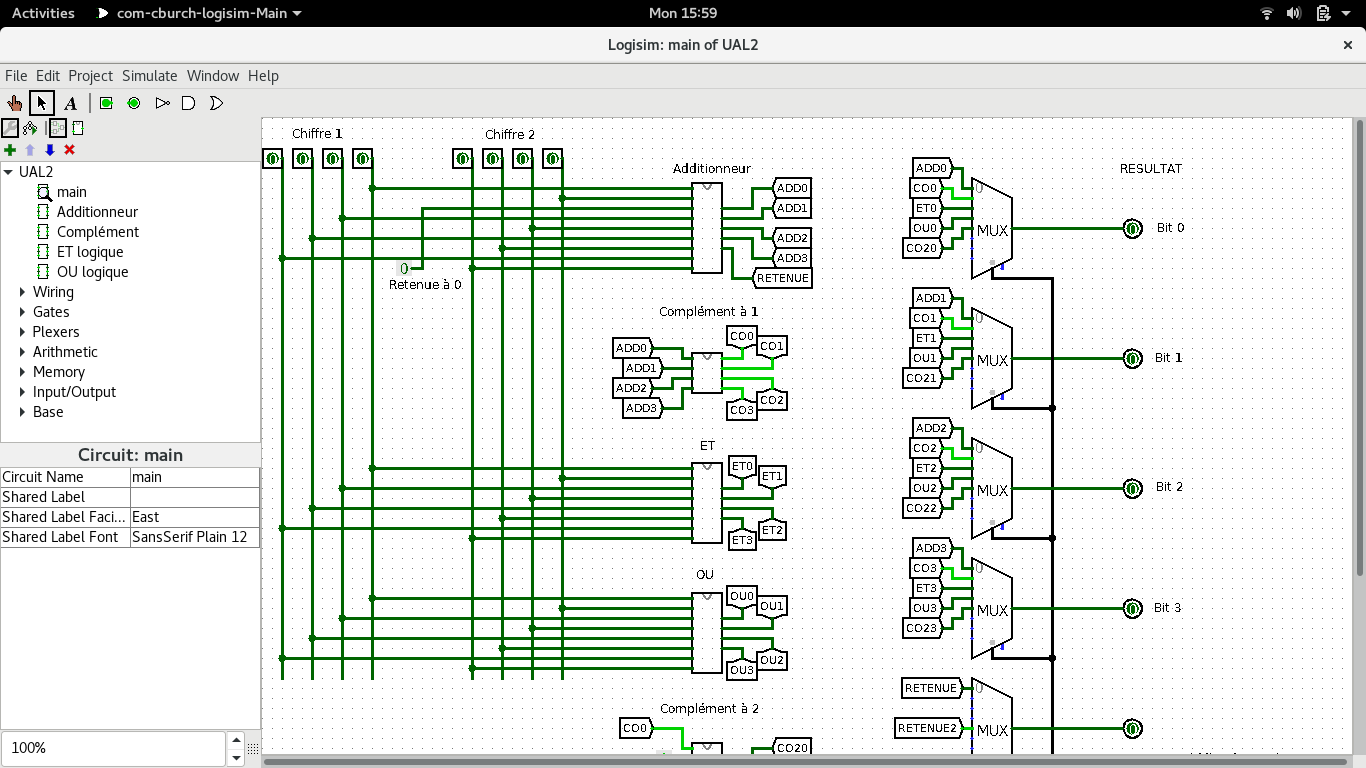 Activities com-cburch-logisim-Main Mon 15:59
Logisim: main of UAL2
File Edit Project Simulate Window Help
A
UAL2
main
Additionneur
Complément
ET logique
OU logique
Wiring
Gates
Plexers
Arithmetic
Memory
Input/Output
Base
Circuit: main
Circuit Name main
Shared Label
Shared Label Faci... East
Shared Label Font SansSerif Plain 12
100%
Chiffre 1
Chiffre 2
0 0 0 0
0 0 0 0
0
Retenue à 0
Additionneur
ADD0
ADD1
ADD2
ADD3
RETENUE
Complément à 1
ADD0
ADD1
ADD2
ADD3
CO0
CO1
CO2
CO3
ET
ET0
ET1
ET2
ET3
OU
OU0
OU1
OU2
OU3
Complément à 2
CO0
CO20
RESULTAT
ADD0
CO0
ET0
OU0
CO20
0
MUX
0
Bit 0
ADD1
CO1
ET1
OU1
CO21
0
MUX
0
Bit 1
ADD2
CO2
ET2
OU2
CO22
0
MUX
0
Bit 2
ADD3
CO3
ET3
OU3
CO23
0
MUX
0
Bit 3
RETENUE
0
RETENUE2
MUX
0